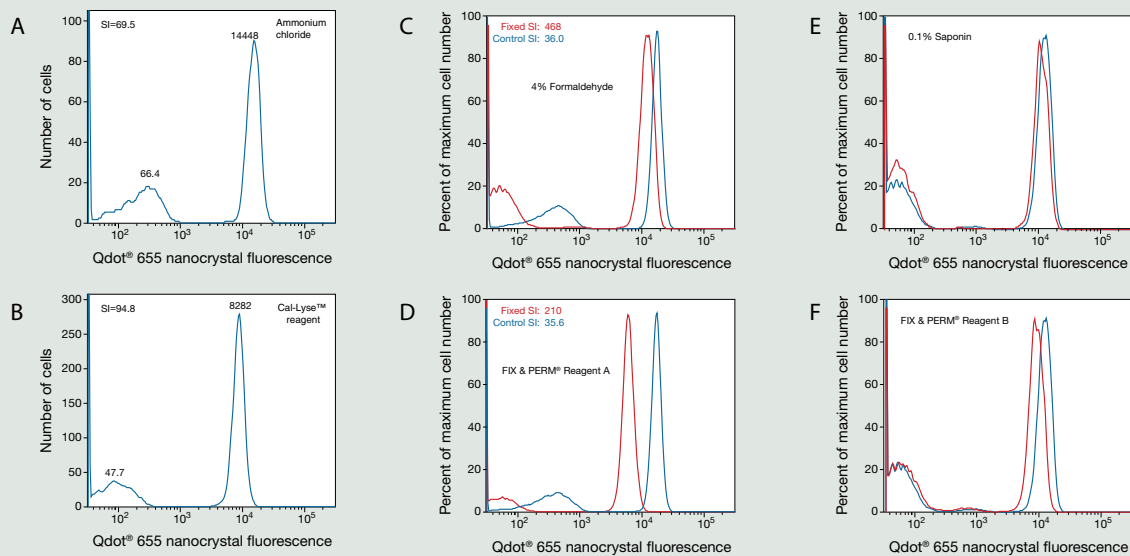 A
SI=69.5
14448
Ammonium
chloride
66.4
Number of cells
100
80
60
40
20
0
10²
10³
10⁴
10⁵
Qdot® 655 nanocrystal fluorescence
B
SI=94.8
8282
Cal-Lyse™
reagent
47.7
Number of cells
300
250
200
150
100
50
0
10²
10³
10⁴
10⁵
Qdot® 655 nanocrystal fluorescence
C
Fixed SI: 468
Control SI: 36.0
4% Formaldehyde
Percent of maximum cell number
100
80
60
40
20
0
10²
10³
10⁴
10⁵
Qdot® 655 nanocrystal fluorescence
D
Fixed SI: 210
Control SI: 35.6
FIX & PERM® Reagent A
Percent of maximum cell number
100
80
60
40
20
0
10²
10³
10⁴
10⁵
Qdot® 655 nanocrystal fluorescence
E
0.1% Saponin
Percent of maximum cell number
100
80
60
40
20
0
10²
10³
10⁴
10⁵
Qdot® 655 nanocrystal fluorescence
F
FIX & PERM® Reagent B
Percent of maximum cell number
100
80
60
40
20
0
10²
10³
10⁴
10⁵
Qdot® 655 nanocrystal fluorescence